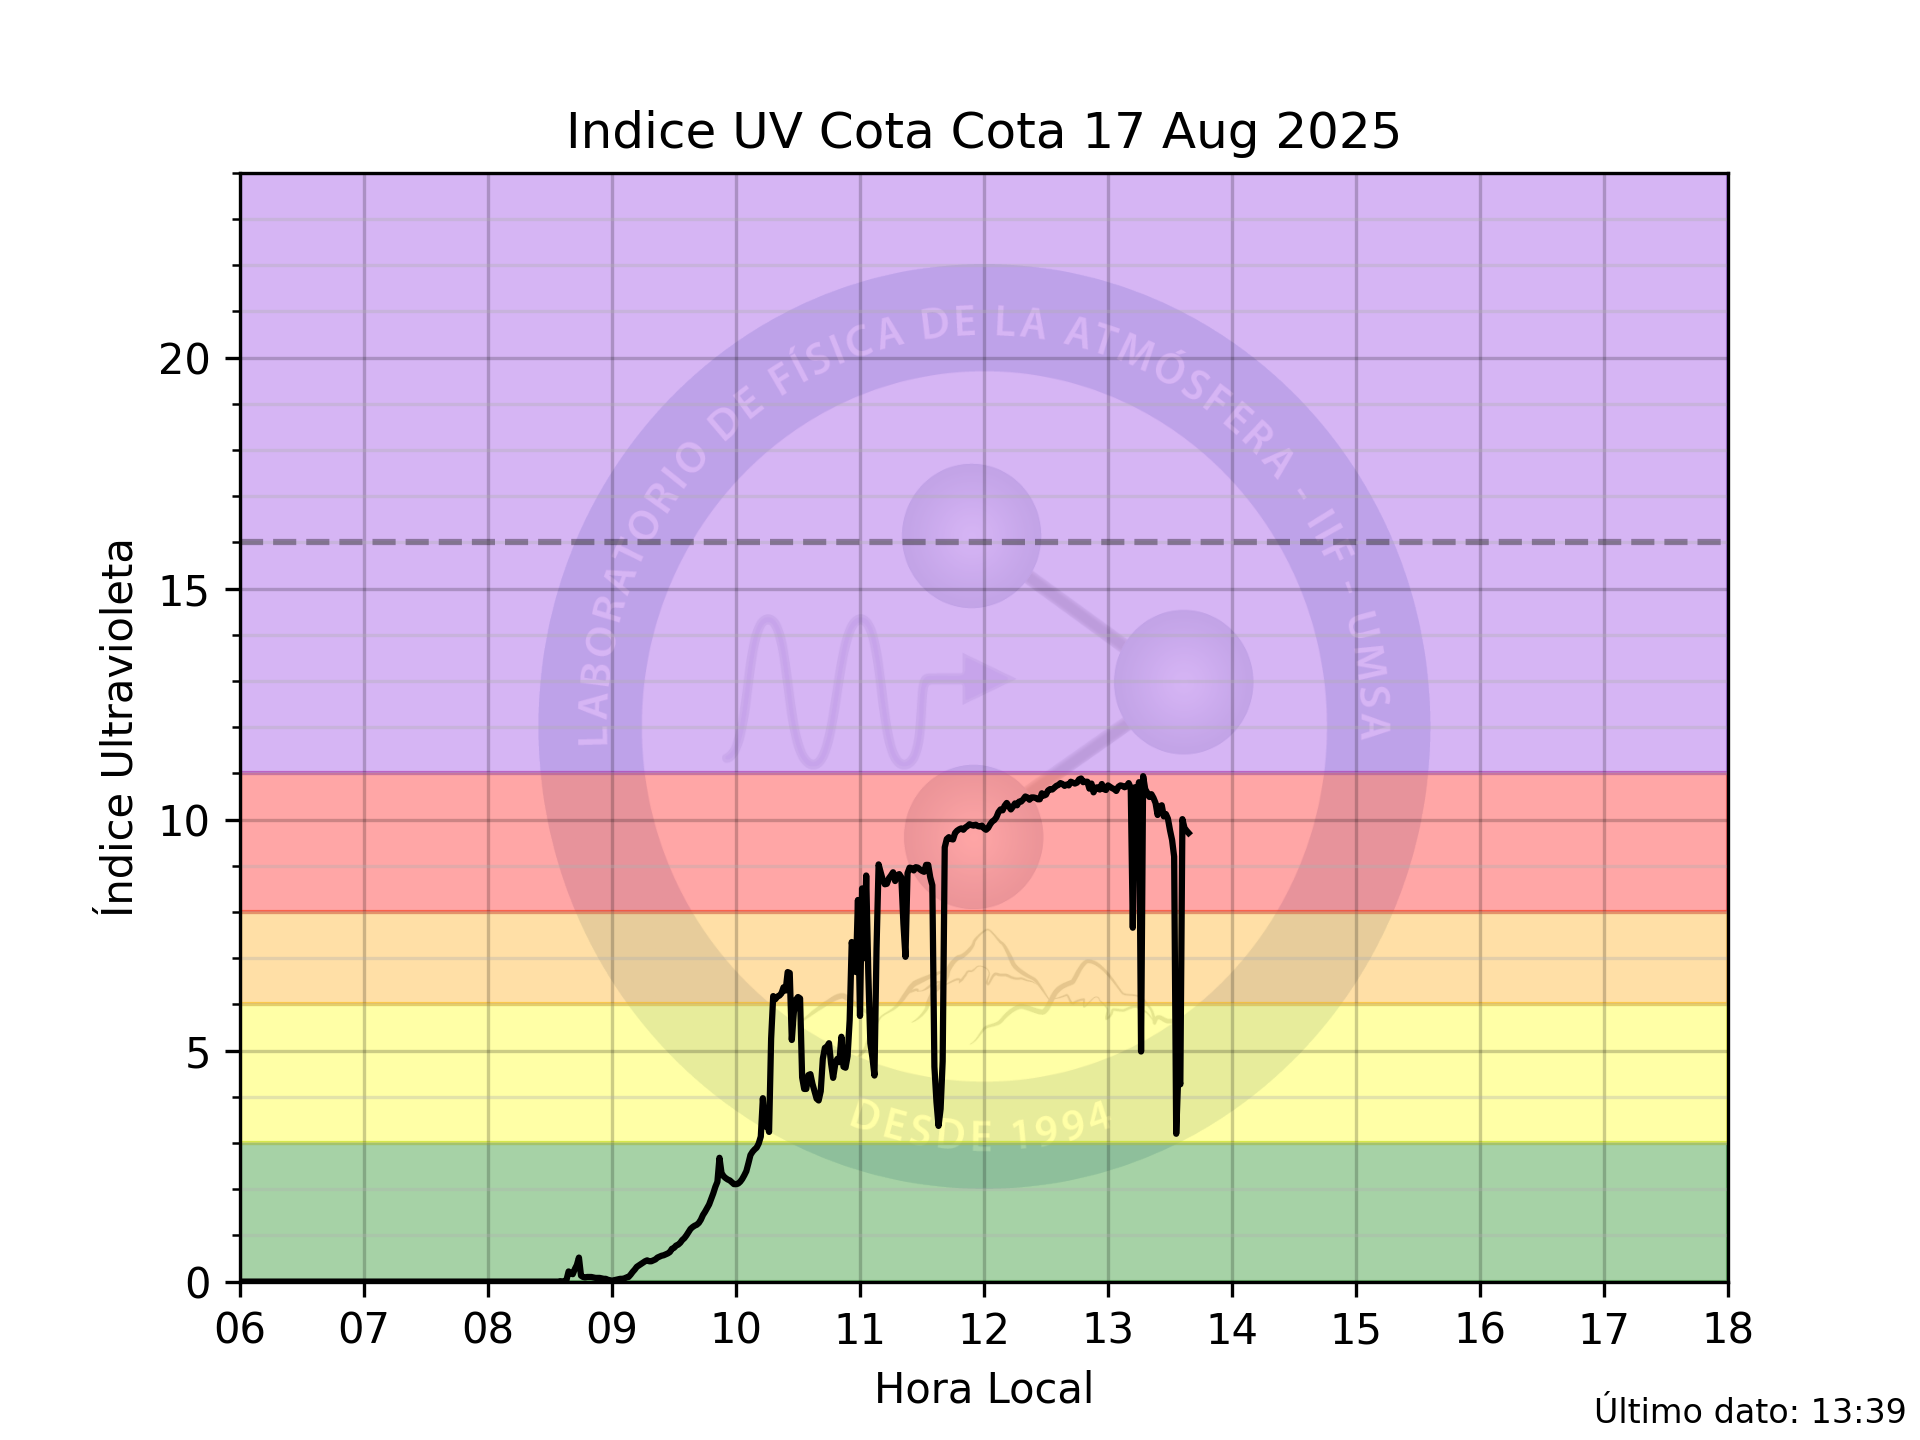 Indice UV Cota Cota 17 Aug 2025
Índice Ultravioleta
20
15
10
5
0
LABORATORIO DE FÍSICA DE LA ATMÓSFERA - IIF - UMSA
DESDE 1994
06 07 08 09 10 11 12 13 14 15 16 17 18
Hora Local
Último dato: 13:39